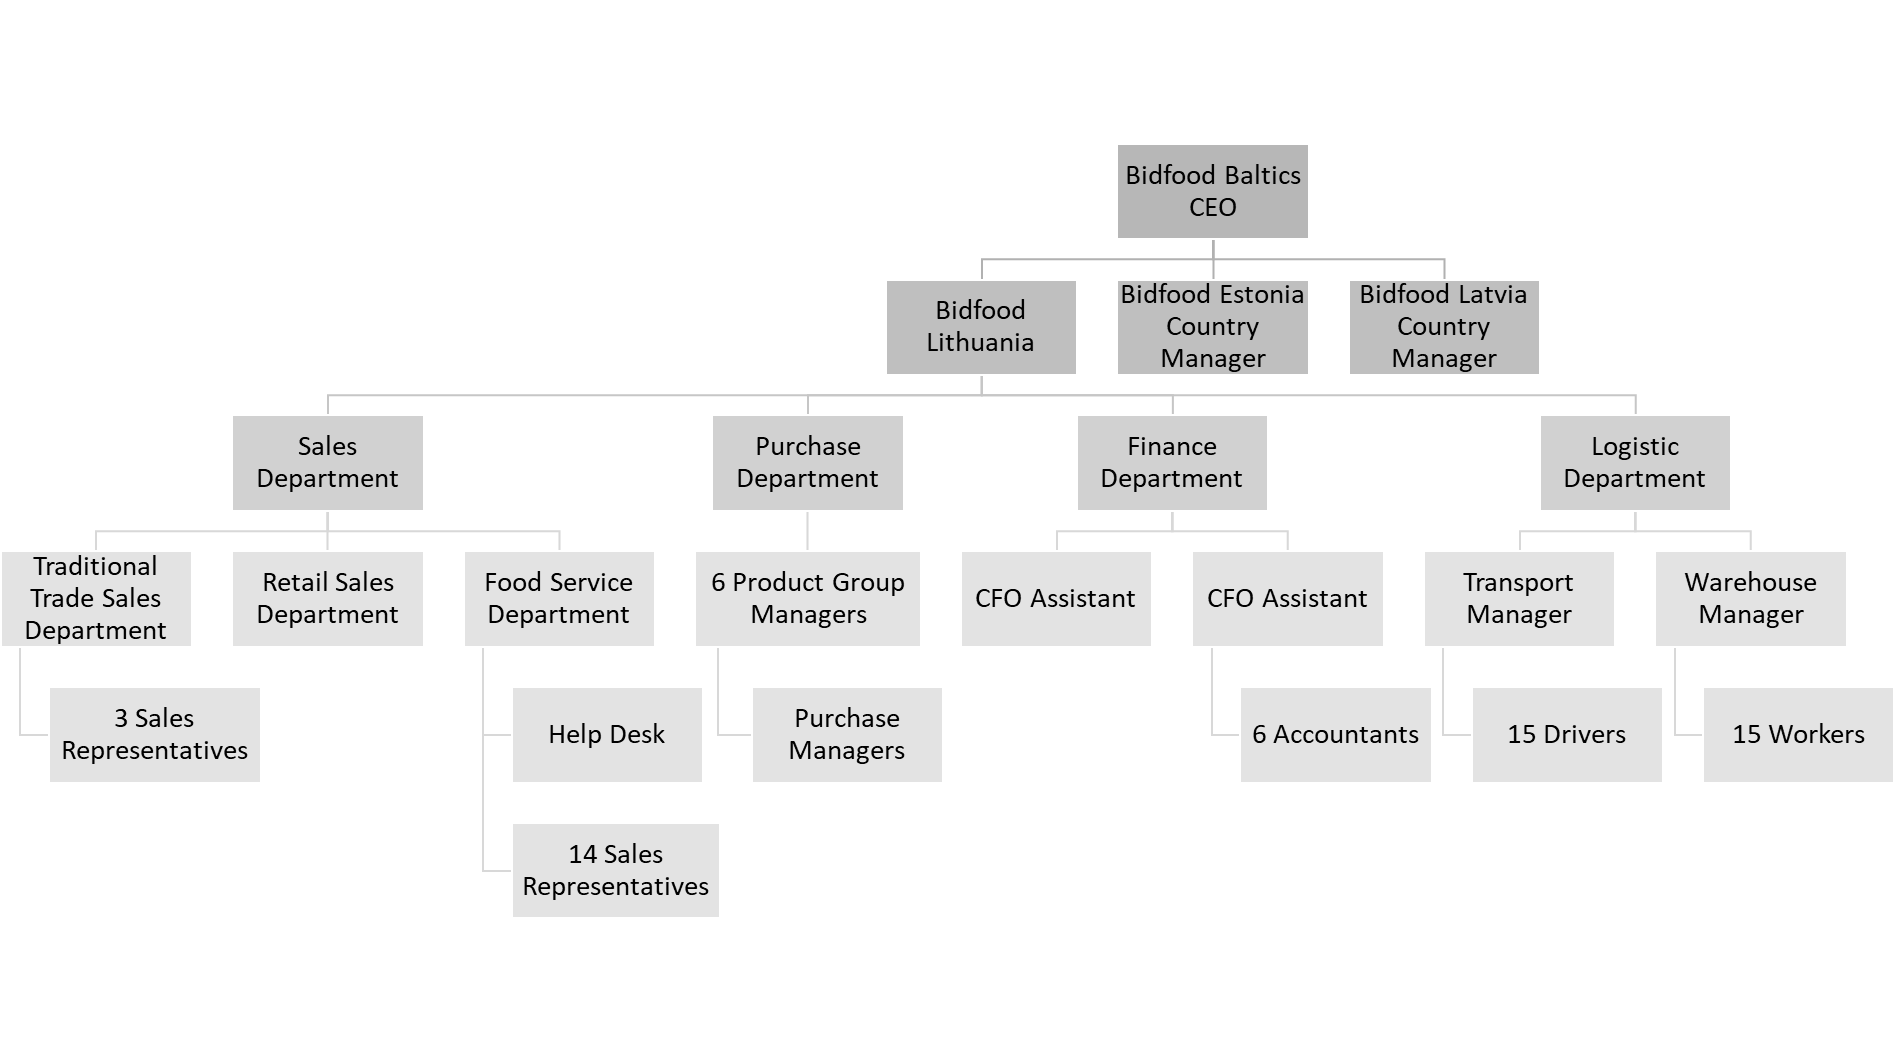 Bidfood Baltics
CEO
Bidfood
Lithuania
Bidfood Estonia
Country
Manager
Bidfood Latvia
Country
Manager
Sales
Department
Purchase
Department
Finance
Department
Logistic
Department
Traditional
Trade Sales
Department
Retail Sales
Department
Food Service
Department
6 Product Group
Managers
CFO Assistant
CFO Assistant
Transport
Manager
Warehouse
Manager
3 Sales
Representatives
Help Desk
Purchase
Managers
6 Accountants
15 Drivers
15 Workers
14 Sales
Representatives